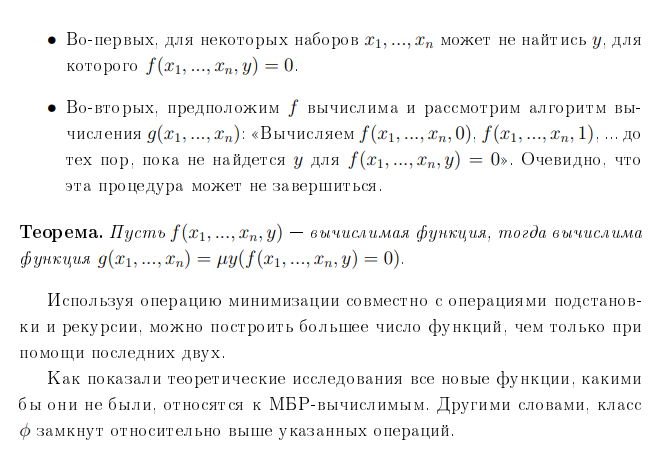 • Во-первых, для некоторых наборов x₁, ..., xₙ может не найтись y, для
которого f(x₁, ..., xₙ, y) = 0.
• Во-вторых, предположим f вычислима и рассмотрим алгоритм вы-
числения g(x₁, ..., xₙ): «Вычисляем f(x₁, ..., xₙ, 0), f(x₁, ..., xₙ, 1), ... до
тех пор, пока не найдется y для f(x₁, ..., xₙ, y) = 0». Очевидно, что
эта процедура может не завершиться.
Теорема. Пусть f(x₁, ..., xₙ, y) — вычислимая функция, тогда вычислима
функция g(x₁, ..., xₙ) = μy(f(x₁, ..., xₙ, y) = 0).
Используя операцию минимизации совместно с операциями подстанов-
ки и рекурсии, можно построить большее число функций, чем только при
помощи последних двух.
Как показали теоретические исследования все новые функции, какими
бы они не были, относятся к МБР-вычислимым. Другими словами, класс
ϕ замкнут относительно выше указанных операций.